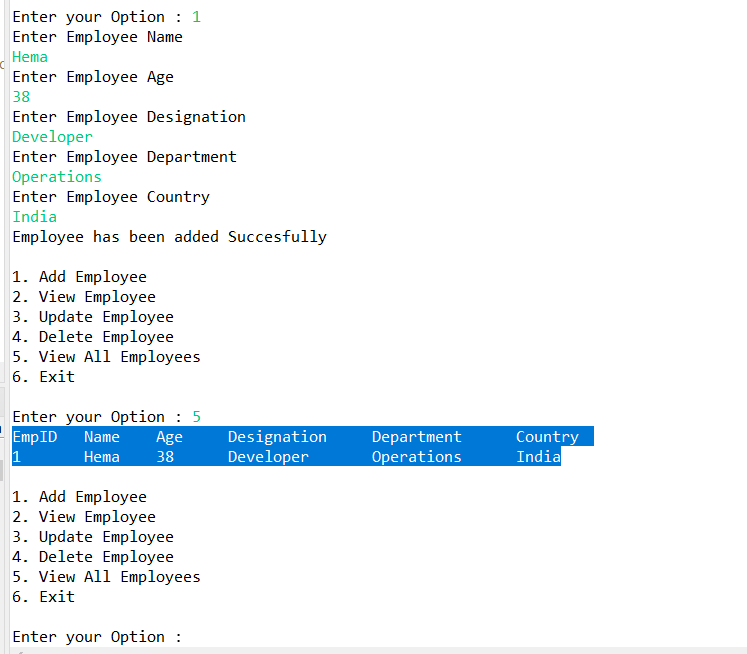 Enter your Option : 1
Enter Employee Name
Hema
Enter Employee Age
38
Enter Employee Designation
Developer
Enter Employee Department
Operations
Enter Employee Country
India
Employee has been added Succesfully
1. Add Employee
2. View Employee
3. Update Employee
4. Delete Employee
5. View All Employees
6. Exit
Enter your Option : 5
EmpID Name Age Designation Department Country
1 Hema 38 Developer Operations India
1. Add Employee
2. View Employee
3. Update Employee
4. Delete Employee
5. View All Employees
6. Exit
Enter your Option :